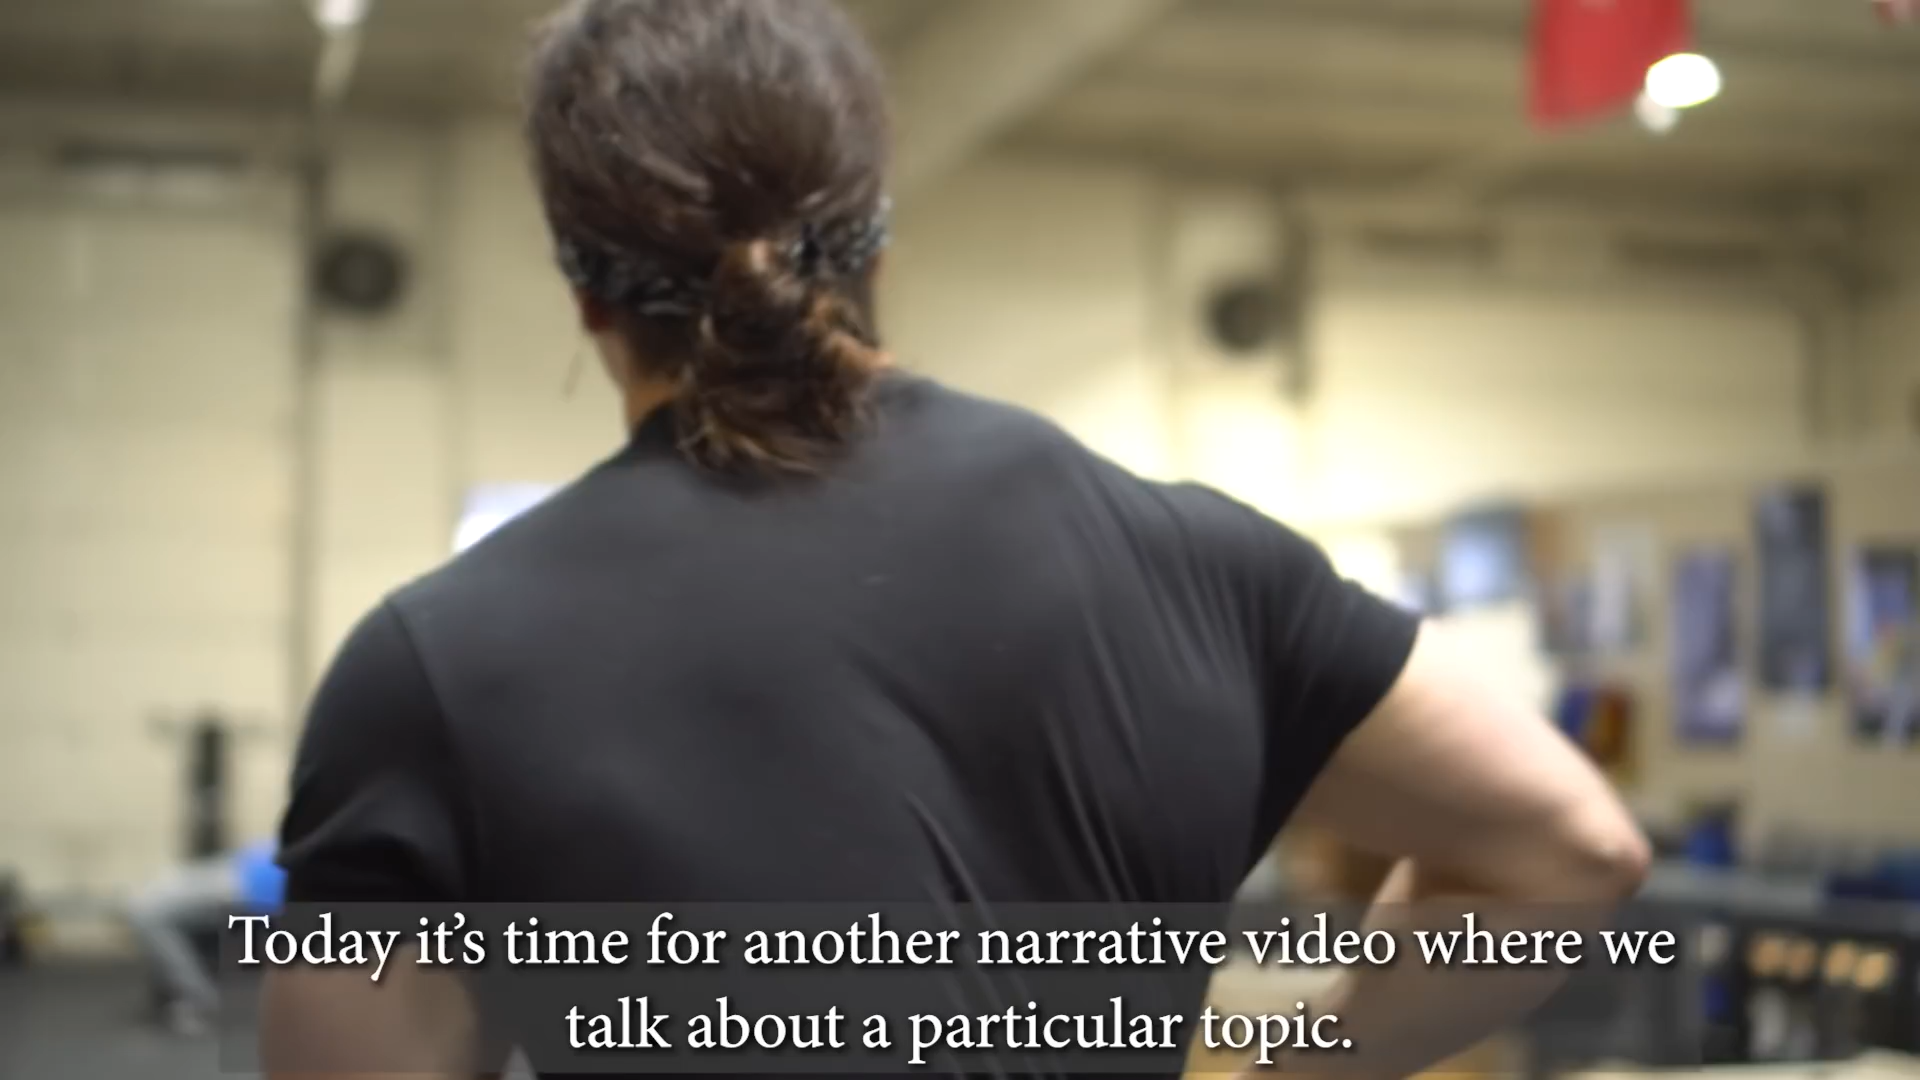 Today it’s time for another narrative video where we
talk about a particular topic.